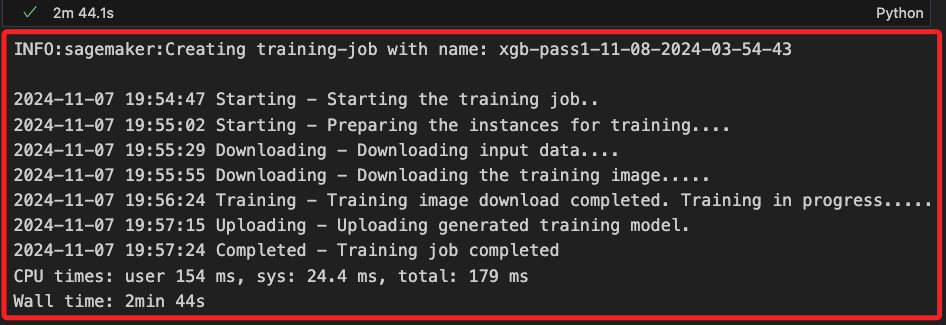 2m 44.1s Python
INFO:sagemaker:Creating training-job with name: xgb-pass1-11-08-2024-03-54-43
2024-11-07 19:54:47 Starting - Starting the training job..
2024-11-07 19:55:02 Starting - Preparing the instances for training....
2024-11-07 19:55:29 Downloading - Downloading input data....
2024-11-07 19:55:55 Downloading - Downloading the training image.....
2024-11-07 19:56:24 Training - Training image download completed. Training in progress.....
2024-11-07 19:57:15 Uploading - Uploading generated training model.
2024-11-07 19:57:24 Completed - Training job completed
CPU times: user 154 ms, sys: 24.4 ms, total: 179 ms
Wall time: 2min 44s